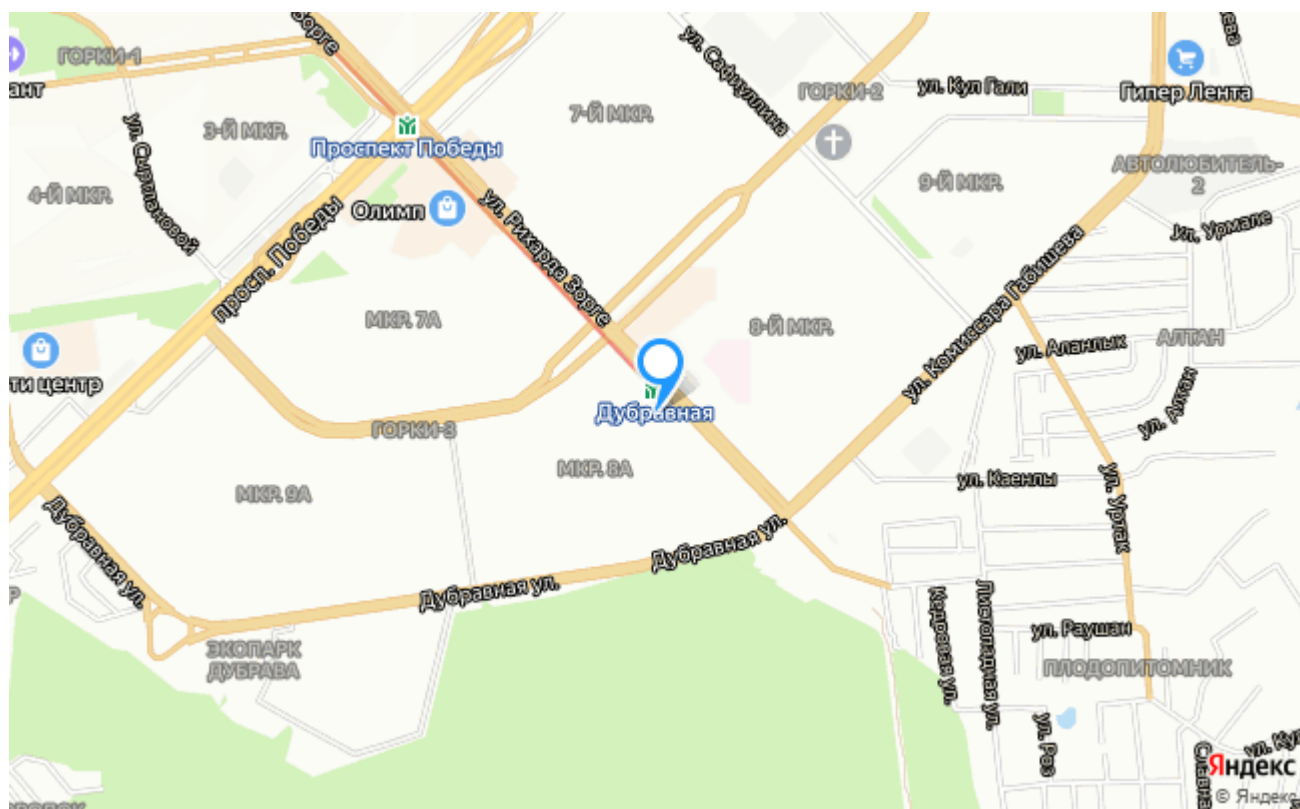 Зорге
ГОРКИ-1
ант
ул. Сафиуллина
ГОРКИ-2
ул. Кул Гали
Гипер Лента
3-Й МКР.
7-Й МКР.
ул. Сыртлановой
Проспект Победы
АВТОЛЮБИТЕЛЬ-
2
4-Й МКР.
9-Й МКР.
Олимп
ул. Рихарда Зорге
Ул. Урмале
просп. Победы
МКР. 7А
8-Й МКР.
ул. Комиссара Габишева
ул. Аланлык
АЛТАН
ти центр
ул. Алтан
Дубравная
ГОРКИ-3
МКР. 8А
МКР. 9А
ул. Каенлы
ул. Уртак
Дубравная ул.
Дубравная ул.
Дубравная ул.
Кедровая ул.
Листопадная ул.
ул. Раушан
ЭКОПАРК
ДУБРАВА
ПЛОДОПИТОМНИК
ул. Роз
Яндекс
© Яндекс